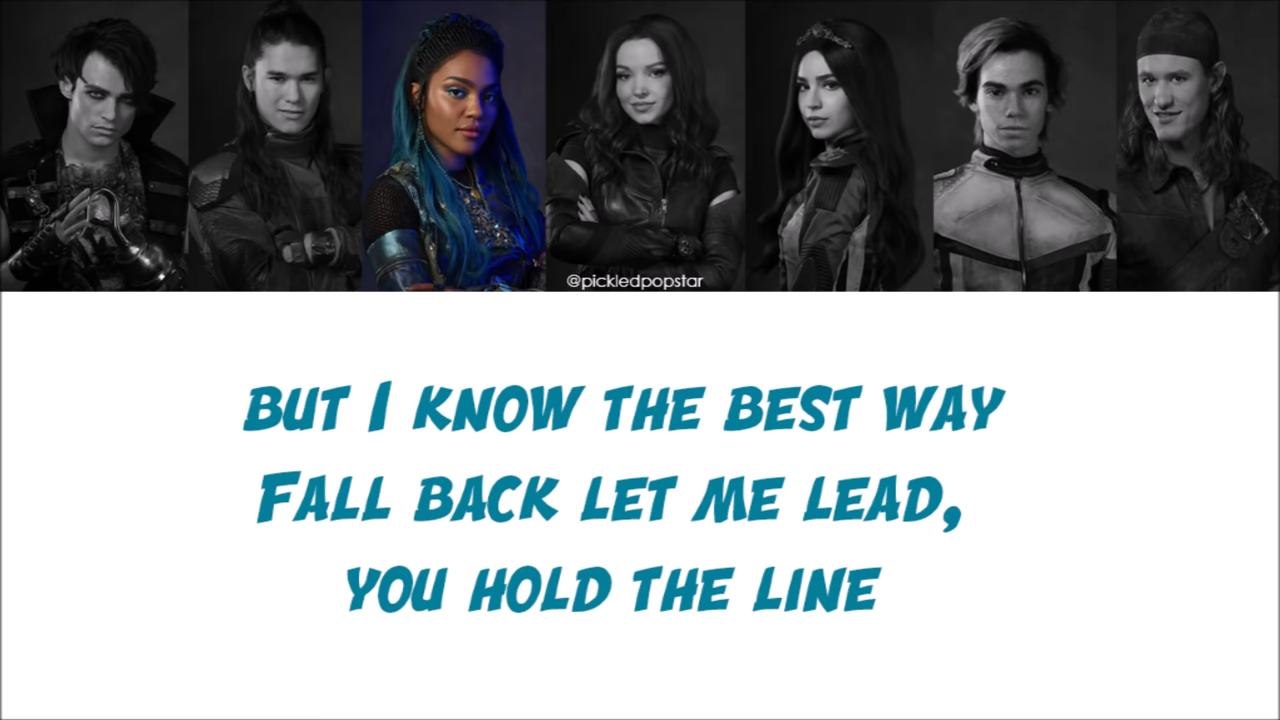 @pickledpopstar
BUT I KNOW THE BEST WAY
FALL BACK LET ME LEAD,
YOU HOLD THE LINE